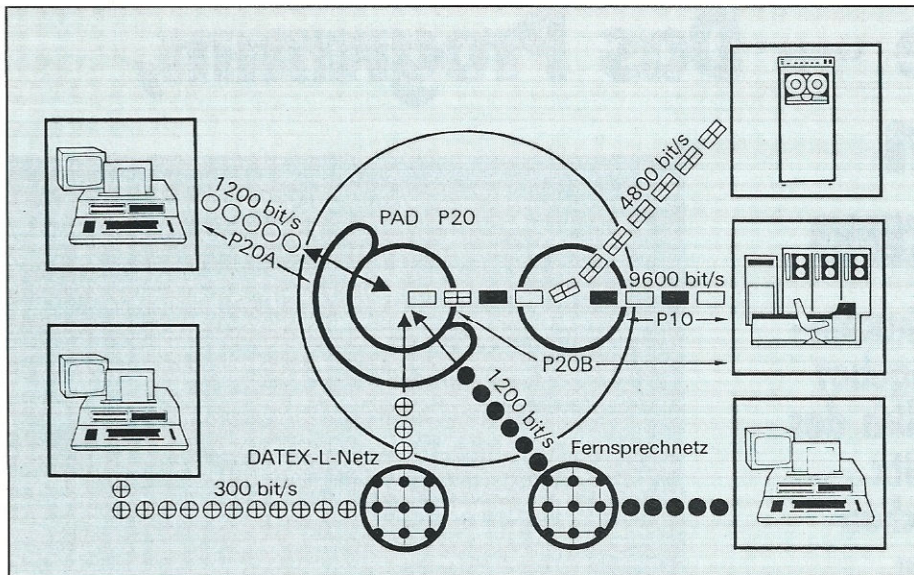 1200 bit/s
P20A
PAD P20
4800 bit/s
9600 bit/s
P10
P20B
1200 bit/s
DATEX-L-Netz
Fernsprechnetz
300 bit/s